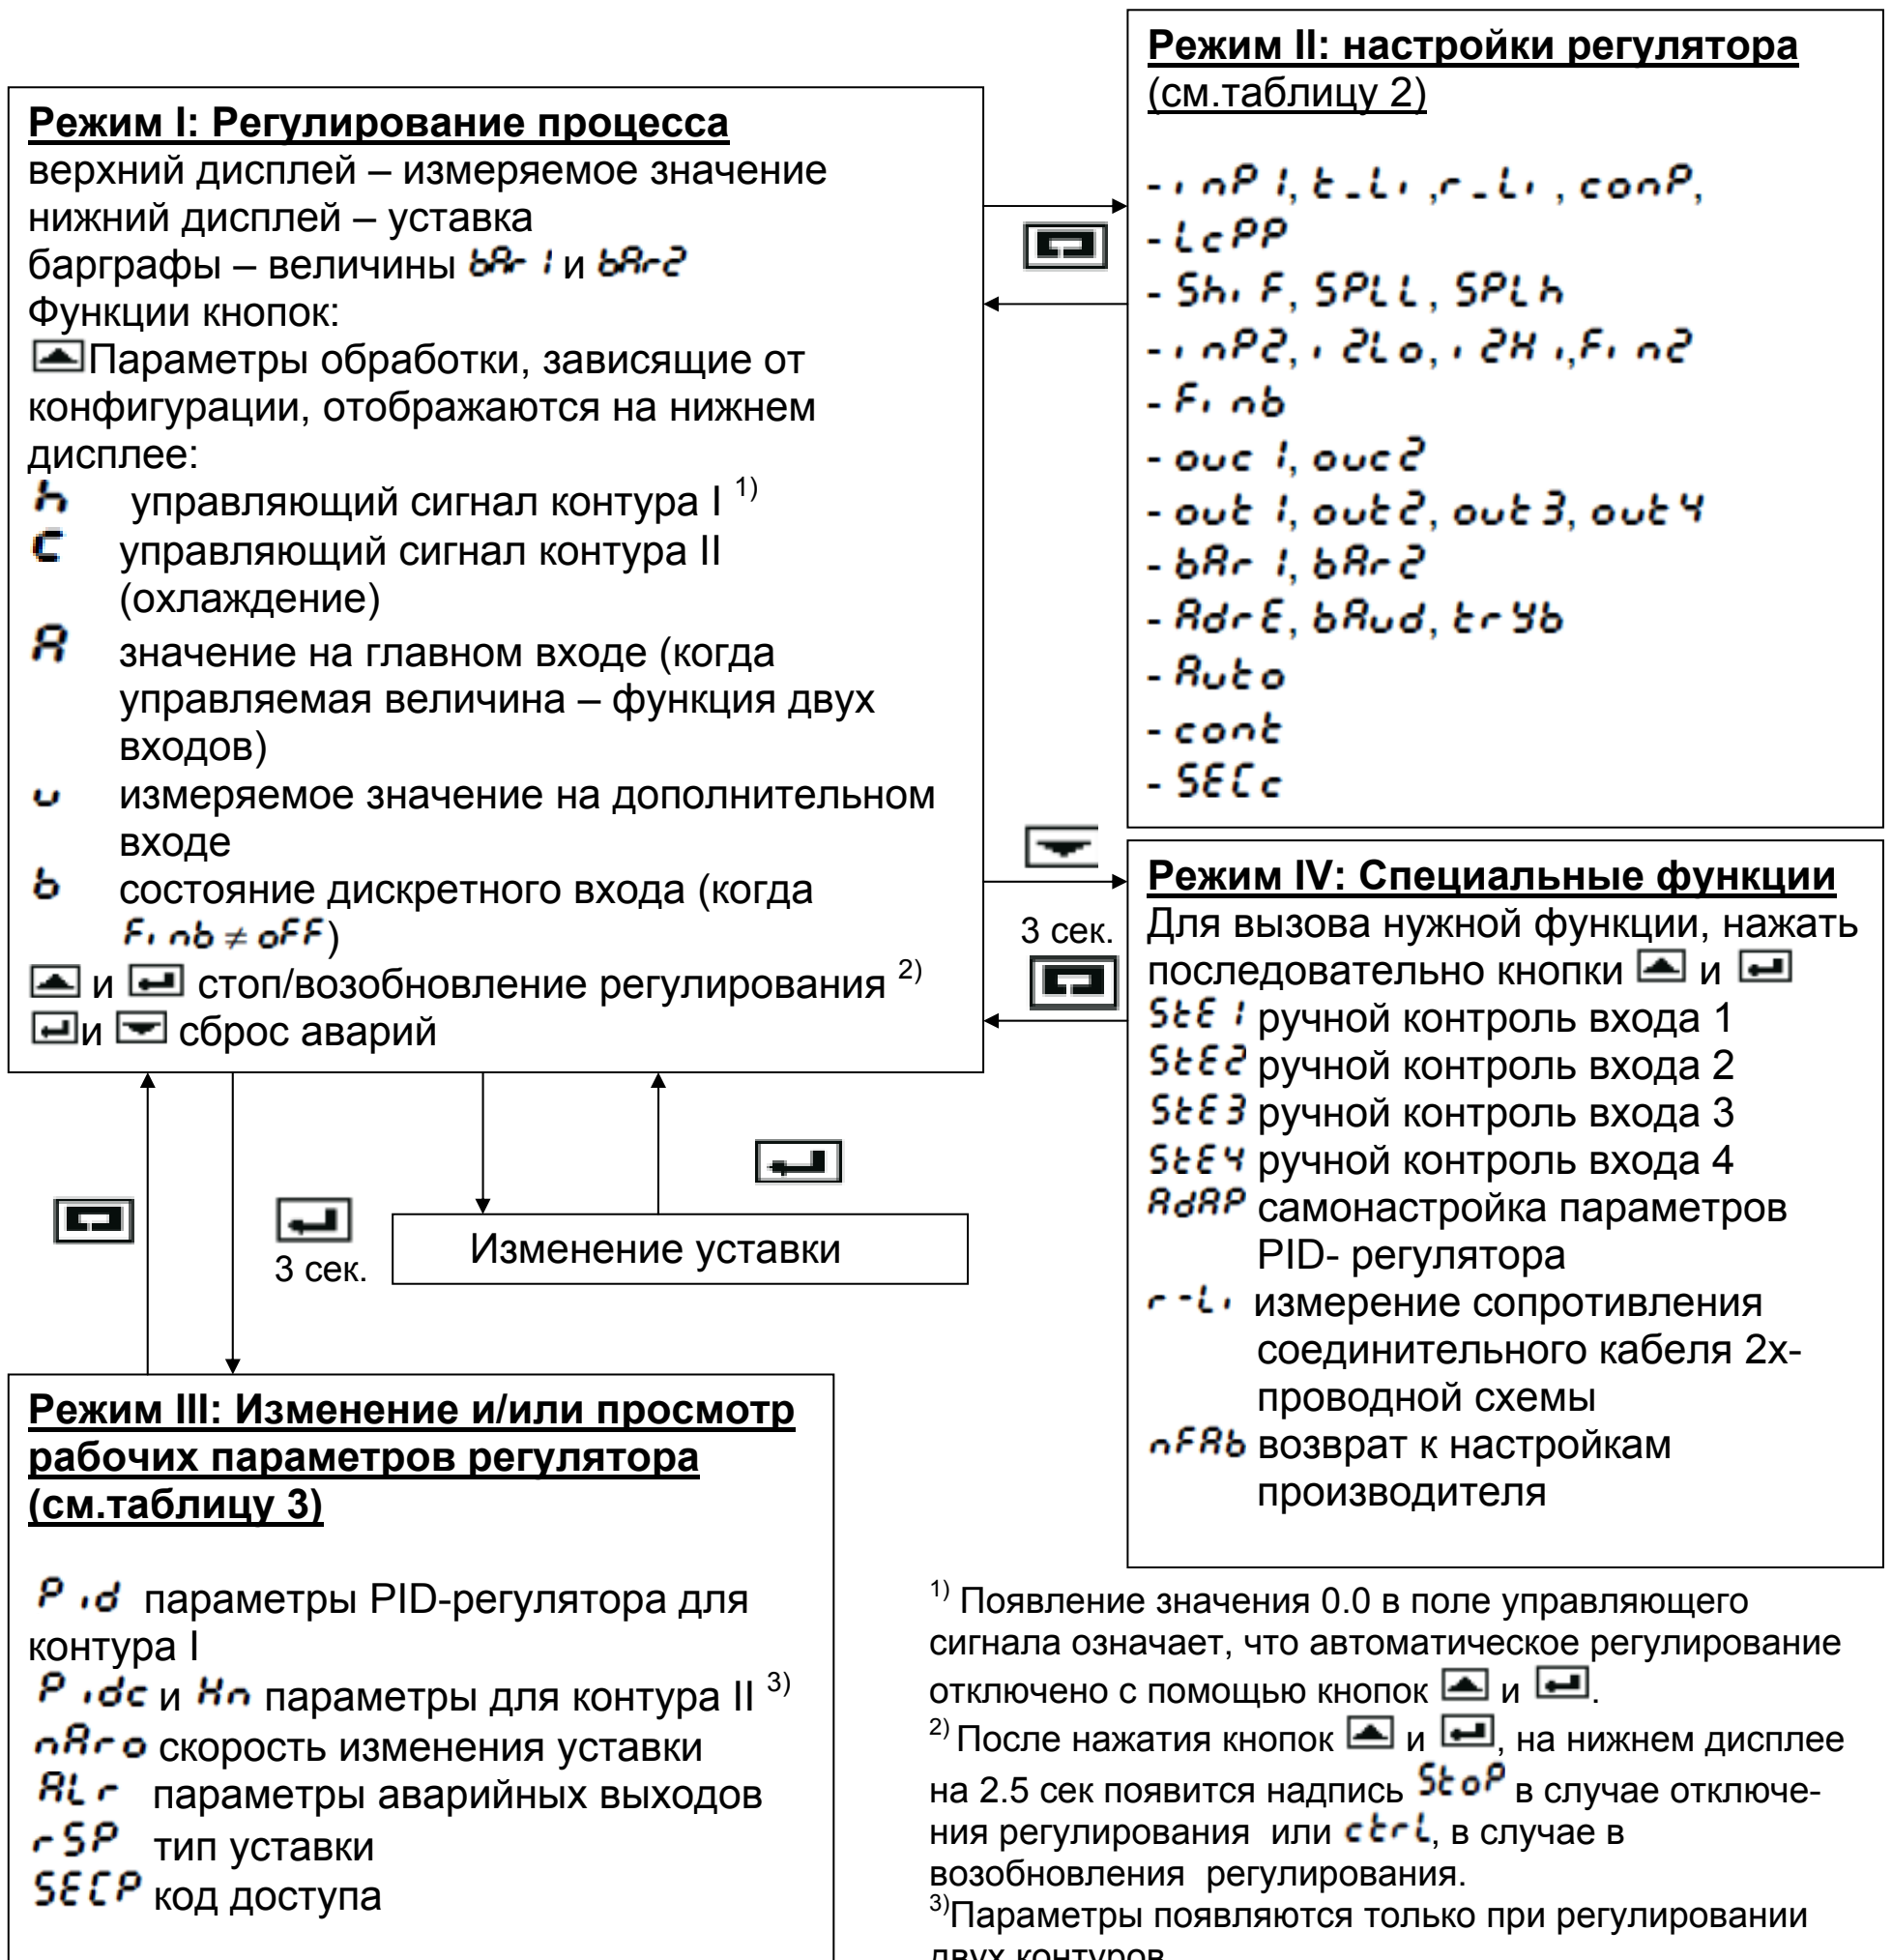 Режим I: Регулирование процесса
верхний дисплей – измеряемое значение
нижний дисплей – уставка
барграфы – величины bAr1 и bAr2
Функции кнопок:
Параметры обработки, зависящие от
конфигурации, отображаются на нижнем
дисплее:
h управляющий сигнал контура I 1)
C управляющий сигнал контура II
(охлаждение)
A значение на главном входе (когда
управляемая величина – функция двух
входов)
u измеряемое значение на дополнительном
входе
b состояние дискретного входа (когда
Finb ≠ oFF)
и стоп/возобновление регулирования 2)
и сброс аварий
Режим II: настройки регулятора
(см.таблицу 2)
- inP1, t_Li ,r_Li , conP,
- LcPP
- ShiF, SPLL, SPLh
- inP2, i2Lo, i2Hi,Fin2
- Finb
- ouc1, ouc2
- out1, out2, out3, out4
- bAr1, bAr2
- AdrE, bAud, trYb
- Auto
- cont
- SECc
3 сек.
Режим IV: Специальные функции
Для вызова нужной функции, нажать
последовательно кнопки и
StE1 ручной контроль входа 1
StE2 ручной контроль входа 2
StE3 ручной контроль входа 3
StE4 ручной контроль входа 4
AdAP самонастройка параметров
PID- регулятора
r-Li измерение сопротивления
соединительного кабеля 2х-
проводной схемы
nFAb возврат к настройкам
производителя
3 сек.
Изменение уставки
Режим III: Изменение и/или просмотр
рабочих параметров регулятора
(см.таблицу 3)
Pid параметры PID-регулятора для
контура I
Pidc и Hn параметры для контура II 3)
nAro скорость изменения уставки
ALr параметры аварийных выходов
rSP тип уставки
SECP код доступа
1) Появление значения 0.0 в поле управляющего
сигнала означает, что автоматическое регулирование
отключено с помощью кнопок и .
2) После нажатия кнопок и , на нижнем дисплее
на 2.5 сек появится надпись StoP в случае отключе-
ния регулирования или ctrL, в случае в
возобновления регулирования.
3)Параметры появляются только при регулировании
двух контуров